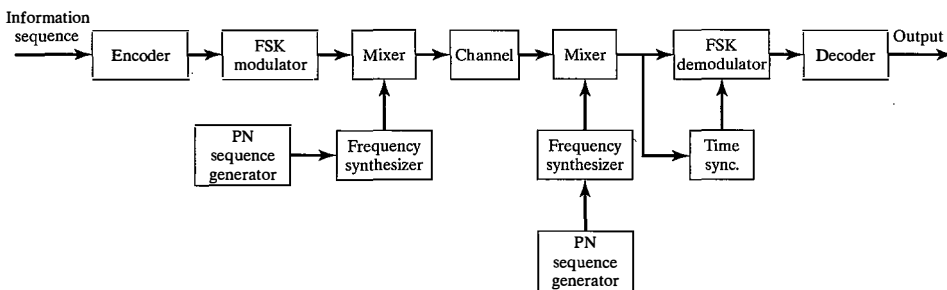 Information
sequence
Encoder
FSK
modulator
Mixer
Channel
Mixer
FSK
demodulator
Decoder
Output
PN
sequence
generator
Frequency
synthesizer
Frequency
synthesizer
Time
sync.
PN
sequence
generator